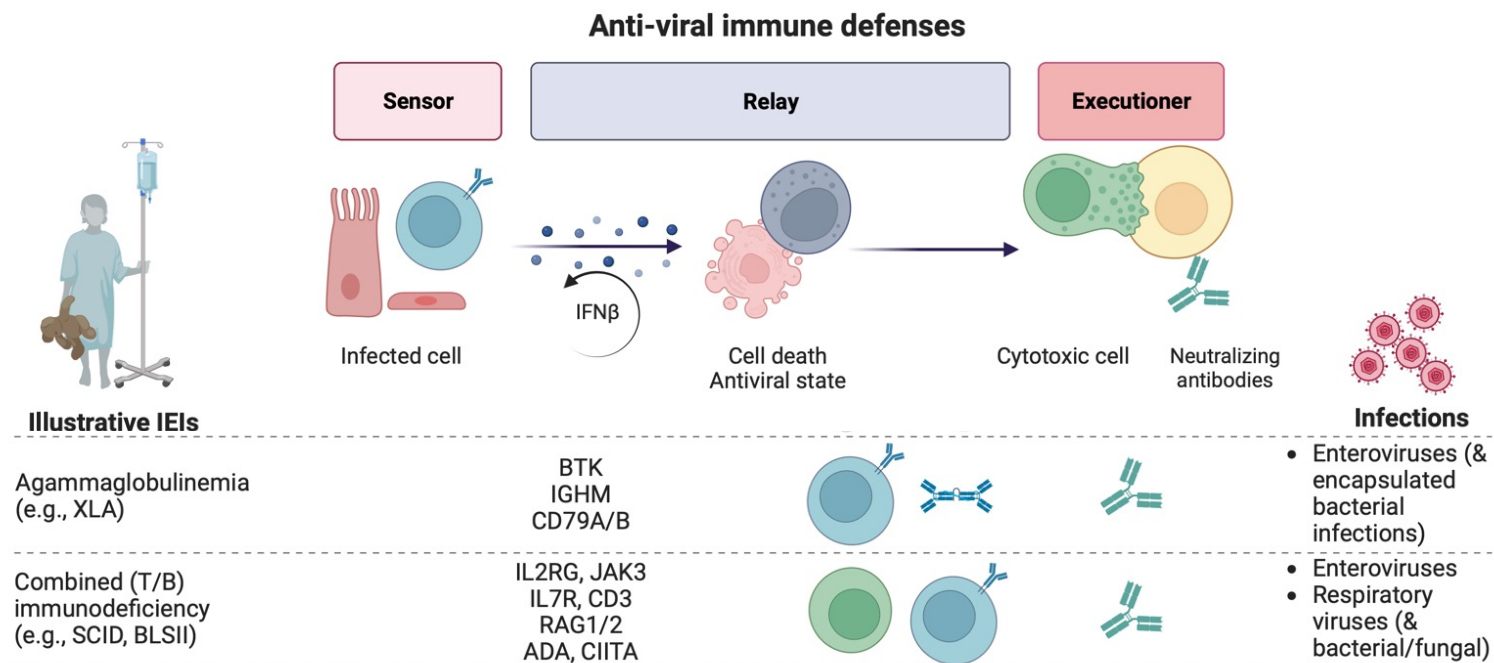 Anti-viral immune defenses
Sensor
Relay
Executioner
IFNβ
Infected cell
Cell death
Antiviral state
Cytotoxic cell
Neutralizing
antibodies
Illustrative IEIs
Infections
Agammaglobulinemia
(e.g., XLA)
BTK
IGHM
CD79A/B
• Enteroviruses (&
encapsulated
bacterial
infections)
Combined (T/B)
immunodeficiency
(e.g., SCID, BLSII)
IL2RG, JAK3
IL7R, CD3
RAG1/2
ADA, CIITA
• Enteroviruses
• Respiratory
viruses (&
bacterial/fungal)